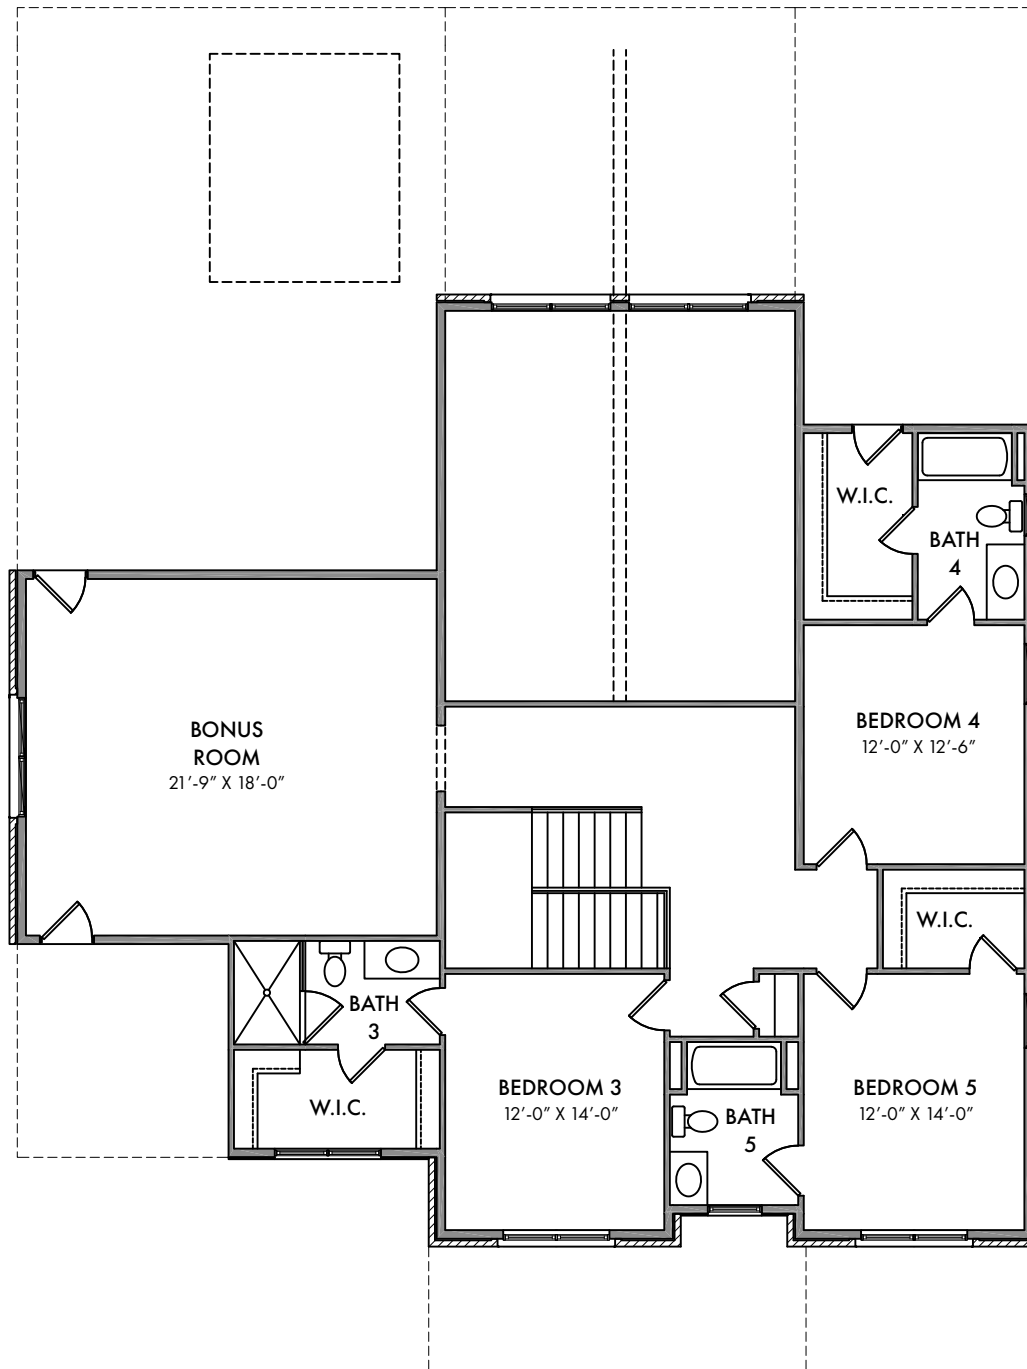 W.I.C.
BATH
4
BONUS
ROOM
21'-9" X 18'-0"
BEDROOM 4
12'-0" X 12'-6"
W.I.C.
BATH
3
W.I.C.
BEDROOM 3
12'-0" X 14'-0"
BATH
5
BEDROOM 5
12'-0" X 14'-0"